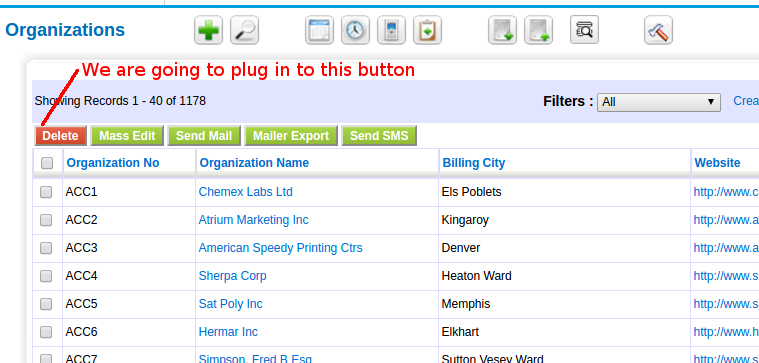 Organizations
We are going to plug in to this button
Showing Records 1 - 40 of 1178 Filters : All Crea
Delete Mass Edit Send Mail Mailer Export Send SMS
Organization No Organization Name Billing City Website
ACC1 Chemex Labs Ltd Els Poblets http://www.c
ACC2 Atrium Marketing Inc Kingaroy http://www.a
ACC3 American Speedy Printing Ctrs Denver http://www.a
ACC4 Sherpa Corp Heaton Ward http://www.s
ACC5 Sat Poly Inc Memphis http://www.s
ACC6 Hermar Inc Elkhart http://www.h
ACC7 Simpson, Fred B Esq Sutton Vesey Ward http://www.s